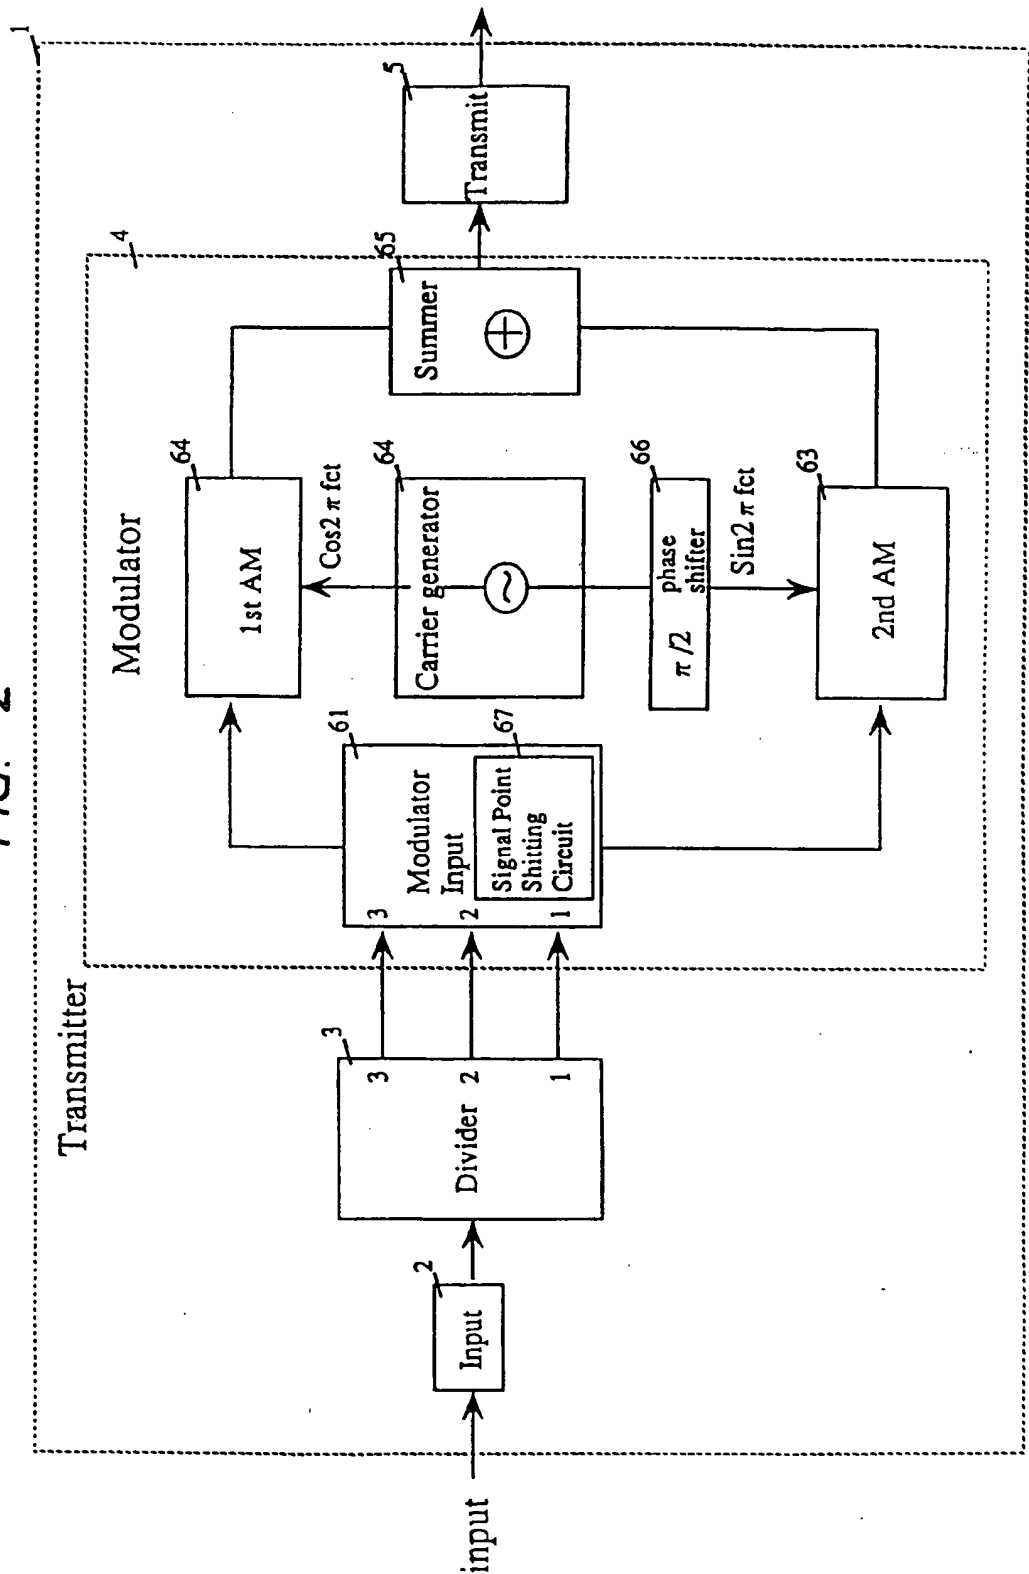 FIG. 2
Transmitter
1
Modulator
4
input
Input
2
Divider
3
3
2
1
3
2
1
Modulator
Input
61
Signal Point
Shitting
Circuit
67
1st AM
64
Cos2 π fct
Carrier generator
64
~
π/2
phase
shifter
66
Sin2 π fct
2nd AM
63
Summer
+
65
Transmit
5